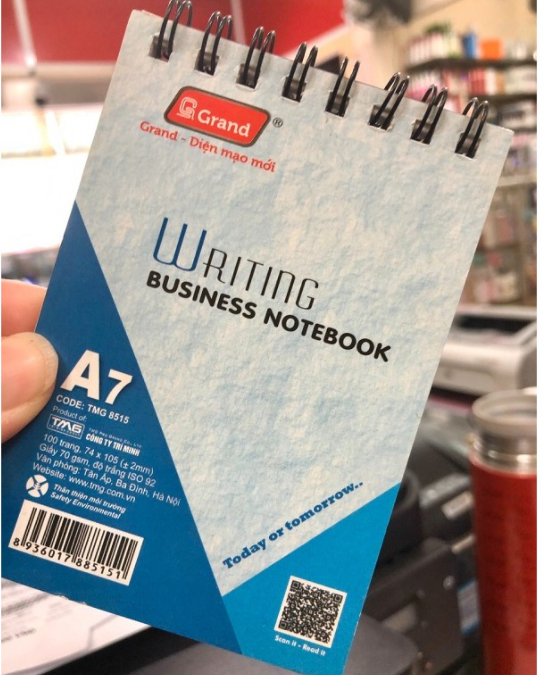 Grand ®
Grand - Diện mạo mới
WRITING
BUSINESS NOTEBOOK
A7
CODE: TMG 8515
Product of:
TMG
CÔNG TY TRÍ MINH
100 trang, 74 x 105 (± 2mm)
Giấy 70 gsm, độ trắng ISO 92
Văn phòng: Tân Ấp, Ba Đình, Hà Nội
Website: www.tmg.com.vn
Thân thiện môi trường
Safety Environmental
8936017885151
Today or tomorrow..
Scan it - Read it